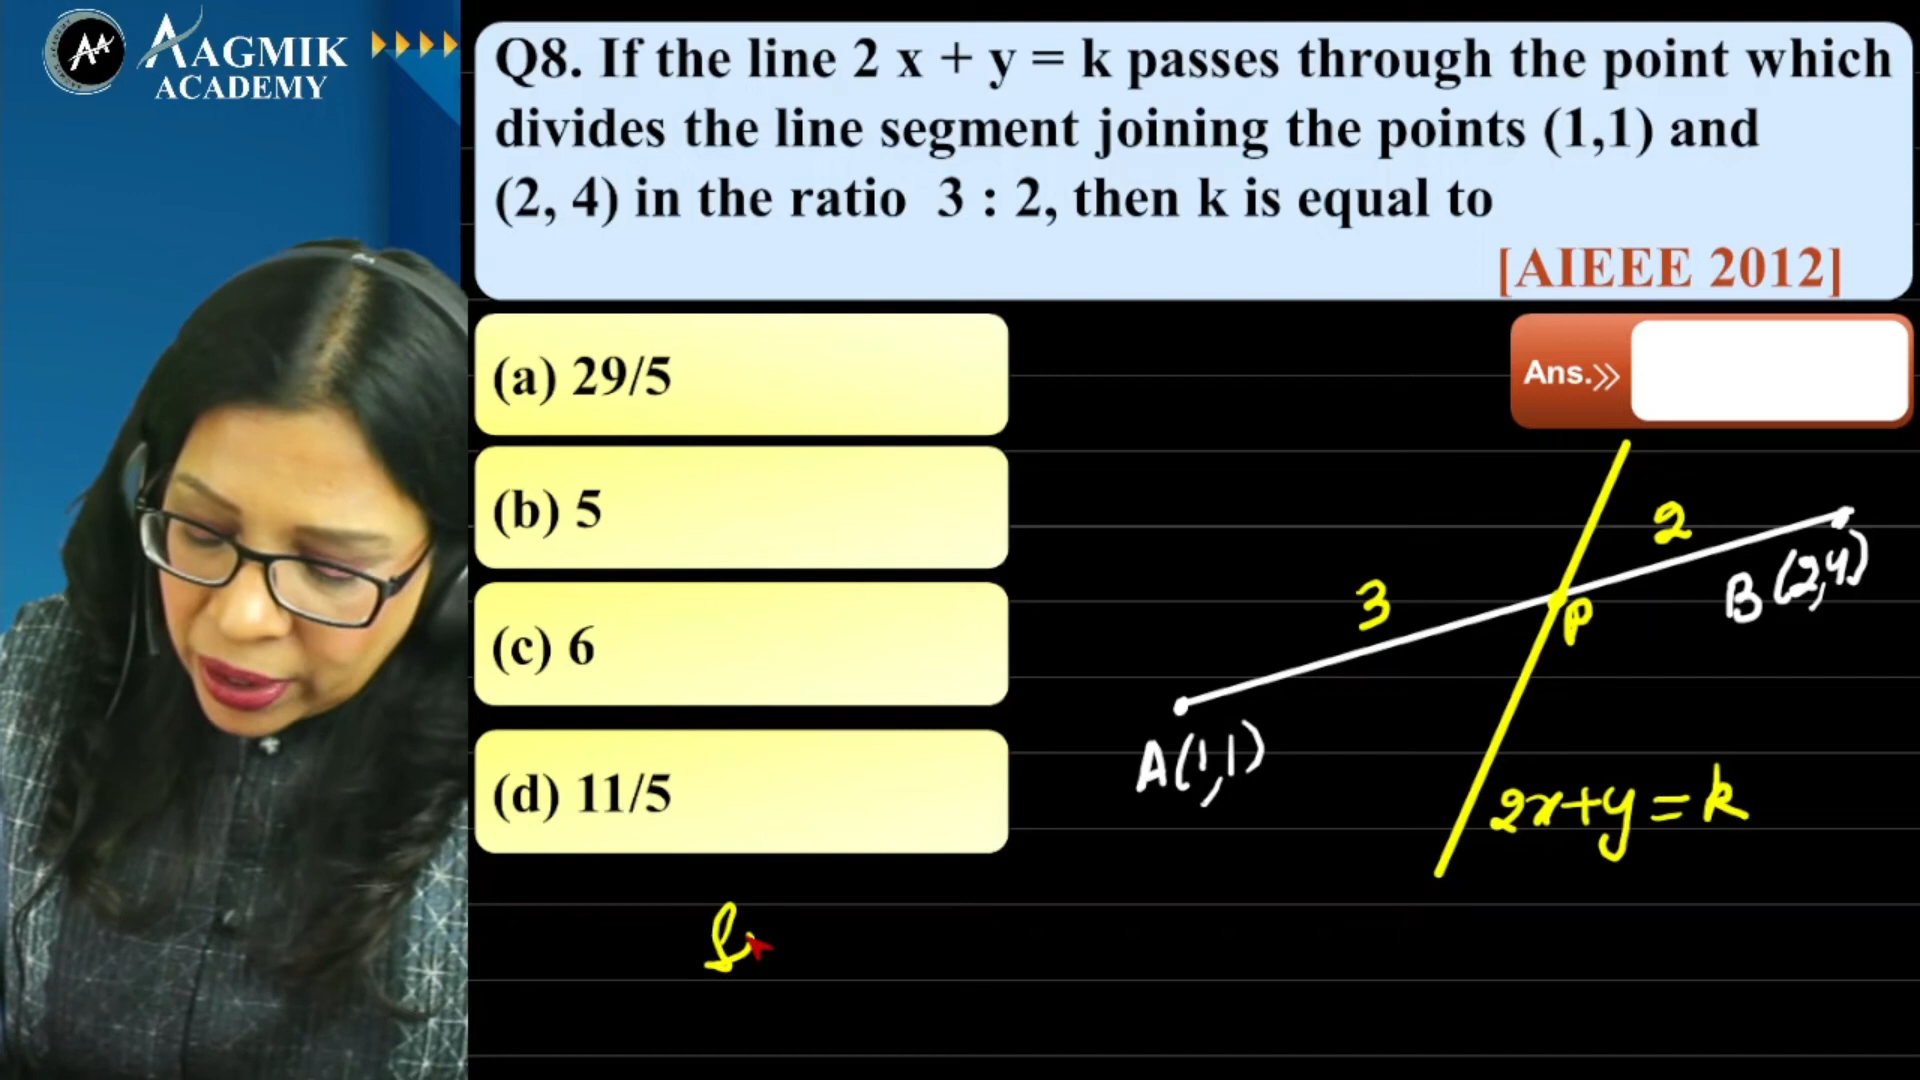 AAGMIK
ACADEMY
Q8. If the line 2 x + y = k passes through the point which
divides the line segment joining the points (1,1) and
(2, 4) in the ratio 3 : 2, then k is equal to
[AIEEE 2012]
(a) 29/5
(b) 5
(c) 6
(d) 11/5
Ans.
2
3
P
B (2,4)
A(1,1)
2x+y=k